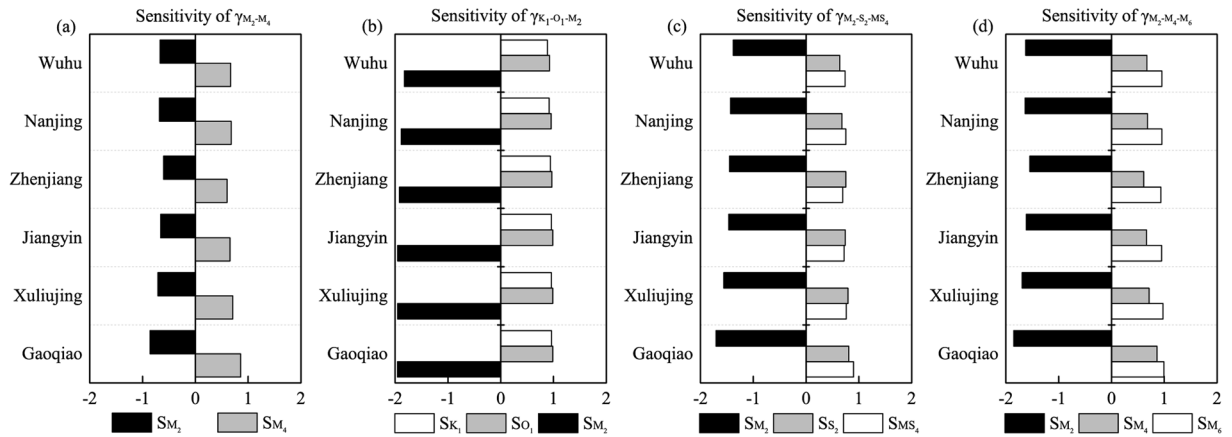 (a) Sensitivity of γM₂-M₄
Wuhu
Nanjing
Zhenjiang
Jiangyin
Xuliujing
Gaoqiao
-2 -1 0 1 2
SM₂ SM₄
(b) Sensitivity of γK₁-O₁-M₂
Wuhu
Nanjing
Zhenjiang
Jiangyin
Xuliujing
Gaoqiao
-2 -1 0 1 2
SK₁ SO₁ SM₂
(c) Sensitivity of γM₂-S₂-MS₄
Wuhu
Nanjing
Zhenjiang
Jiangyin
Xuliujing
Gaoqiao
-2 -1 0 1 2
SM₂ SS₂ SMS₄
(d) Sensitivity of γM₂-M₄-M₆
Wuhu
Nanjing
Zhenjiang
Jiangyin
Xuliujing
Gaoqiao
-2 -1 0 1 2
SM₂ SM₄ SM₆